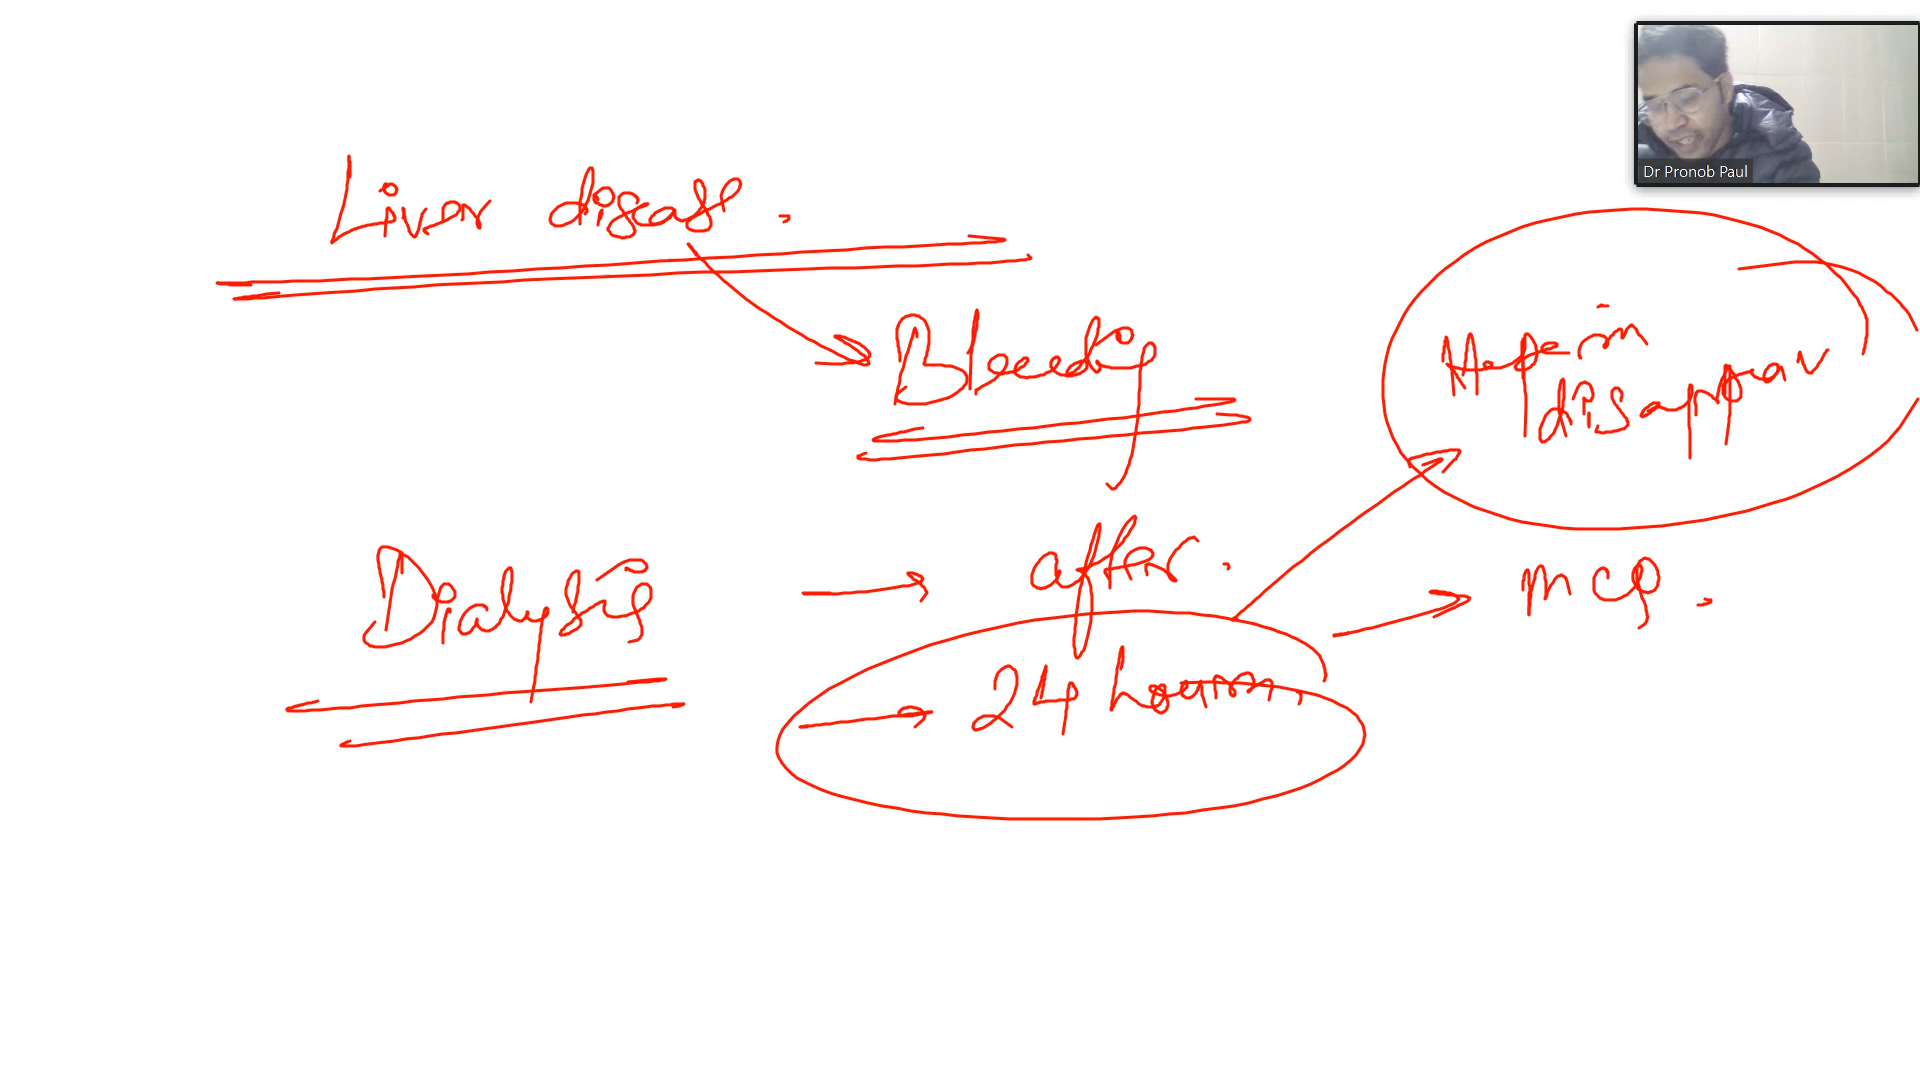 Dr Pronob Paul
Liver disease.
Bleeding
Heparin
disappear
Dialysis → after.
→ 24 hours.
→ MCQ.